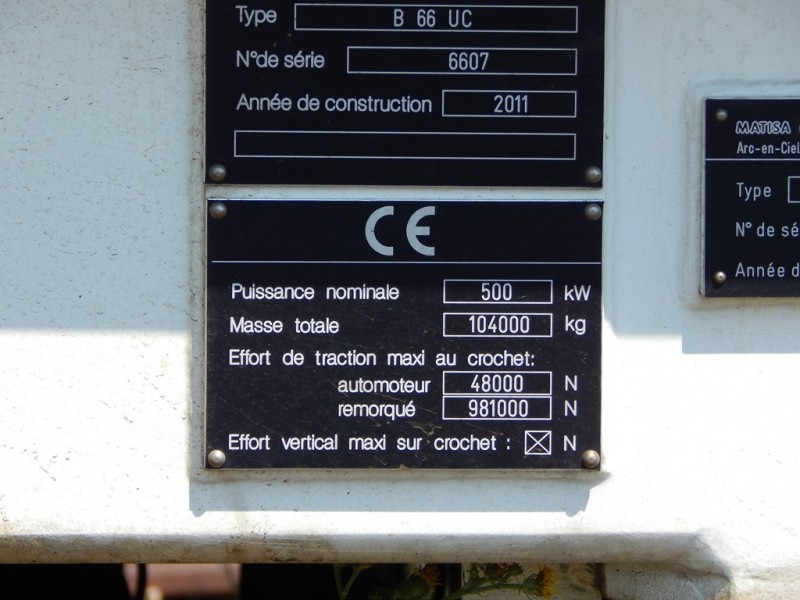 Type B 66 UC
N°de série 6607
Année de construction 2011
CE
Puissance nominale 500 kW
Masse totale 104000 kg
Effort de traction maxi au crochet:
automoteur 48000 N
remorqué 981000 N
Effort vertical maxi sur crochet : N
MATISA
Arc-en-Ciel
Type
N° de sé
Année d